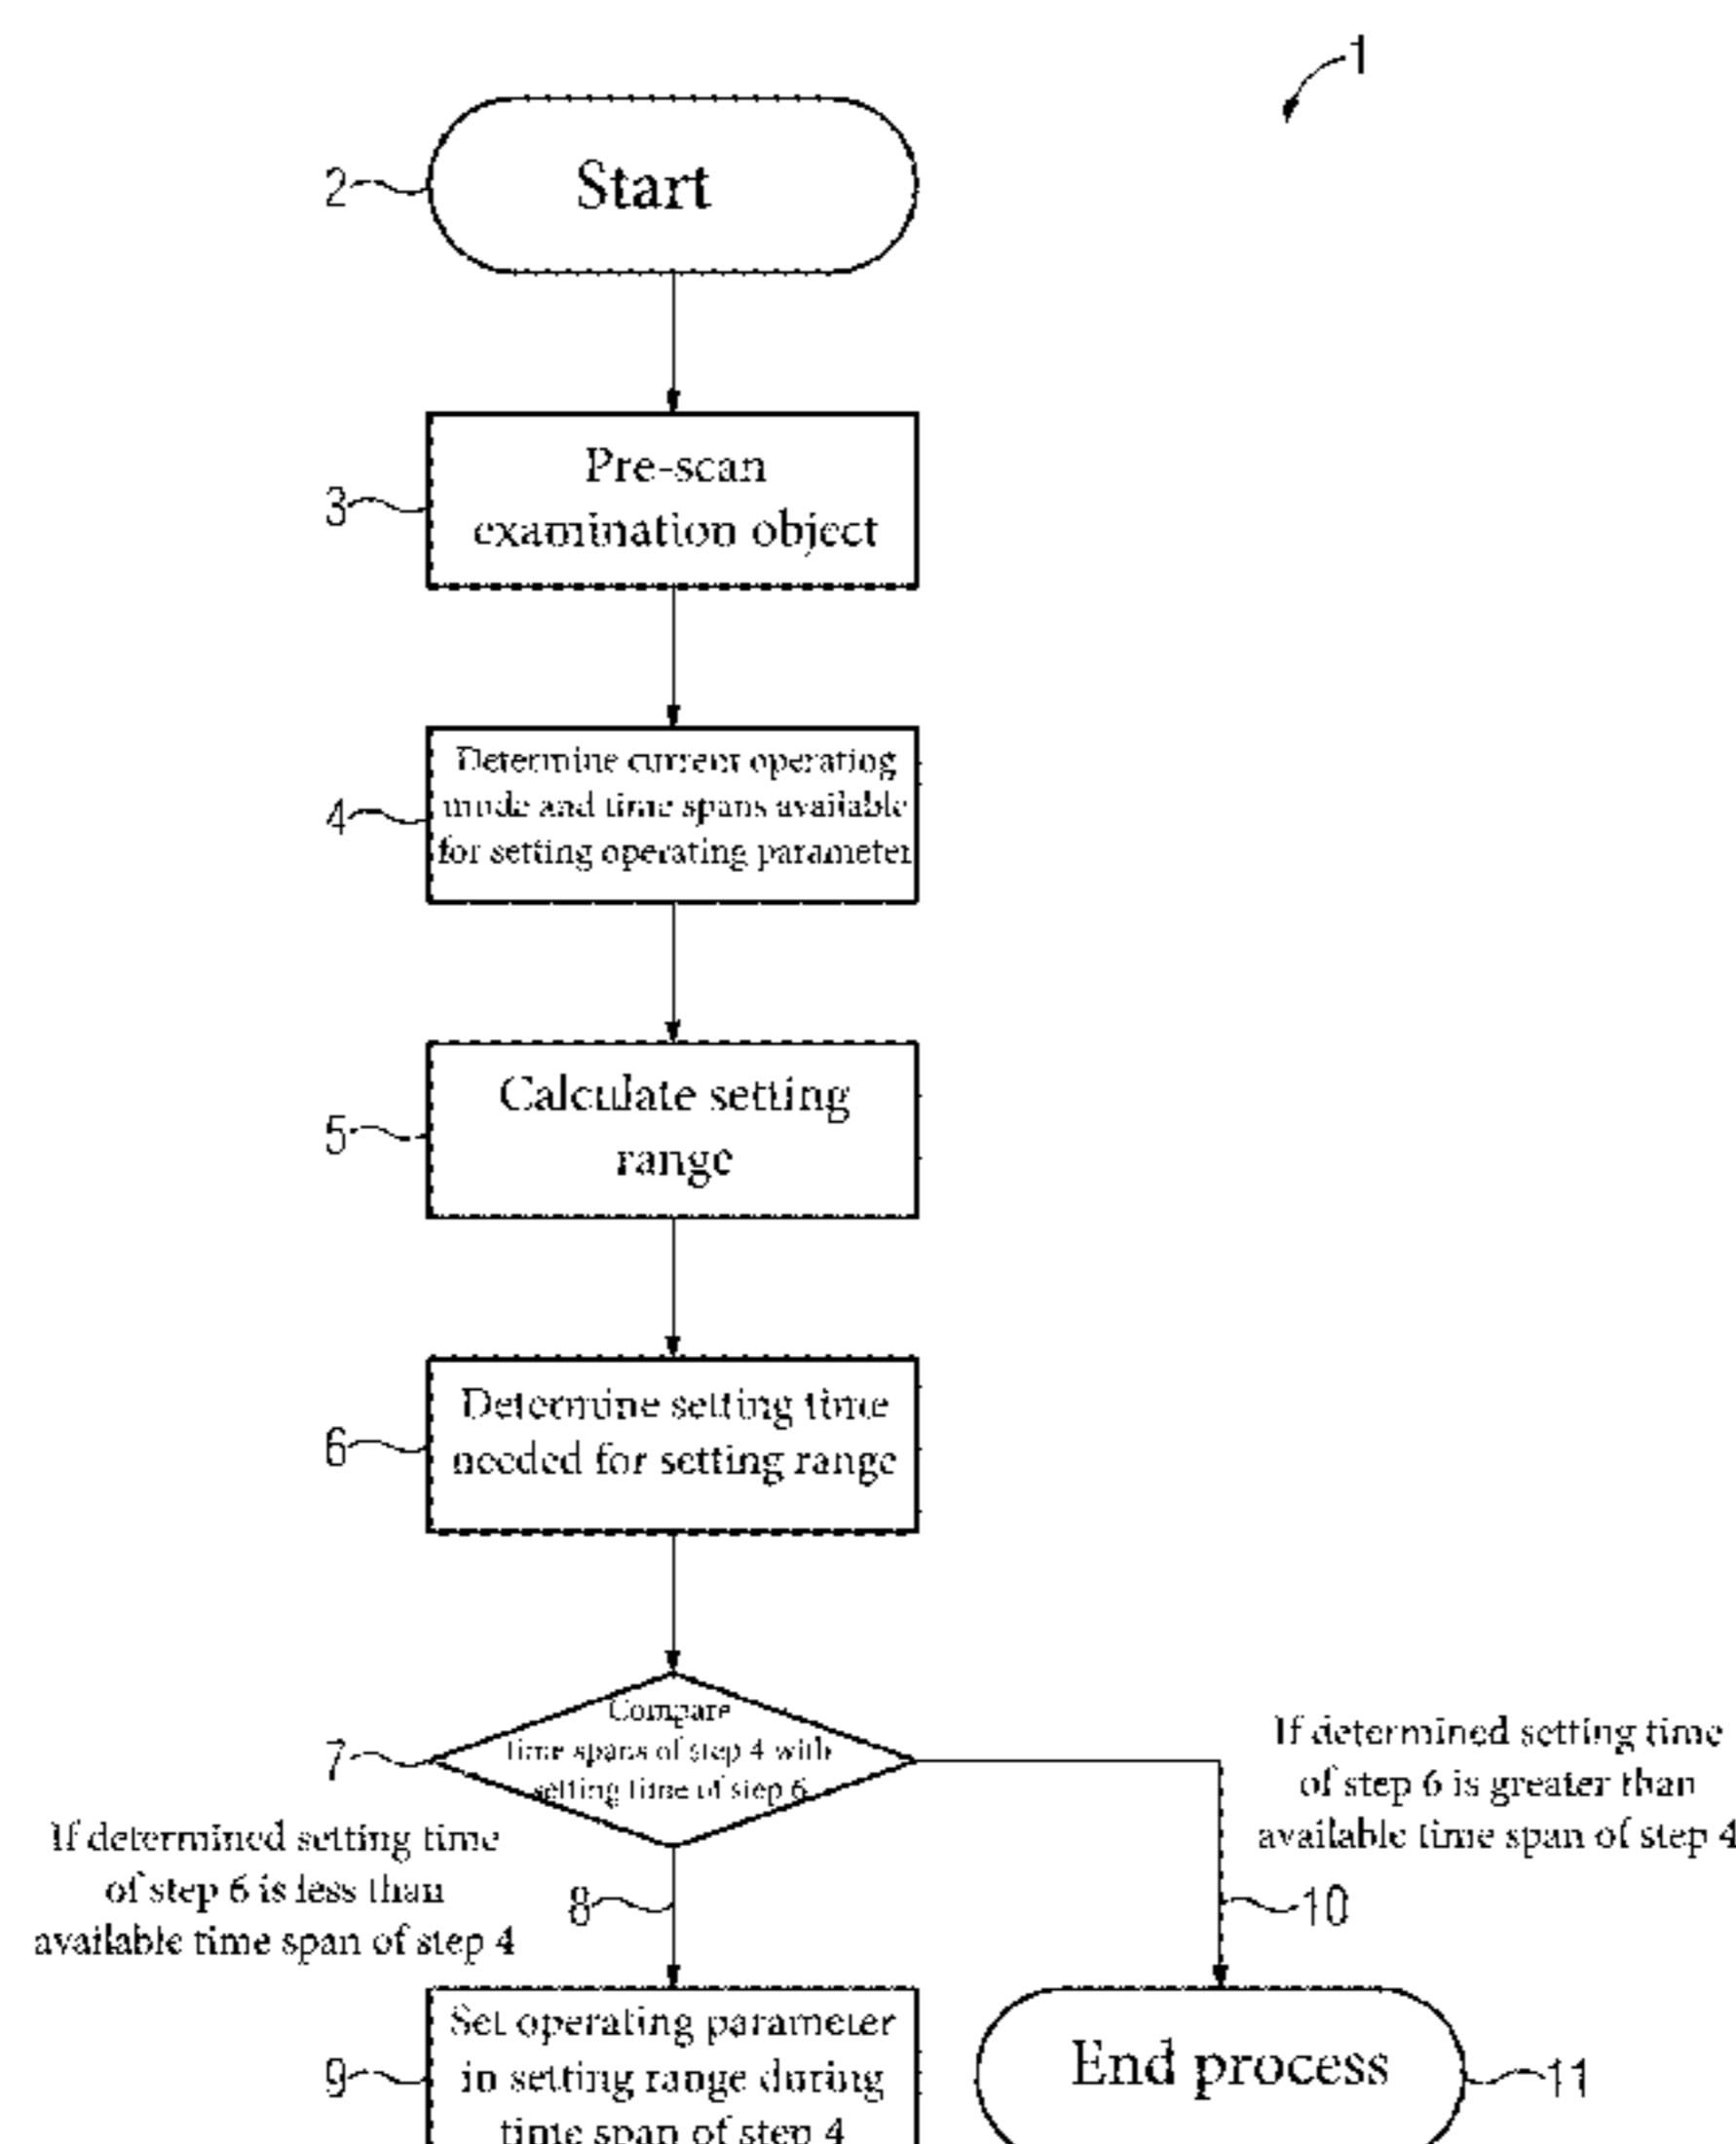 1
2
Start
3
Pre-scan
examination object
4
Determine current operating
mode and time spans available
for setting operating parameter
5
Calculate setting
range
6
Determine setting time
needed for setting range
7
Compare
time spans of step 4 with
setting time of step 6
If determined setting time
of step 6 is greater than
available time span of step 4
If determined setting time
of step 6 is less than
available time span of step 4
8
10
9
Set operating parameter
in setting range during
time span of step 4
End process
11